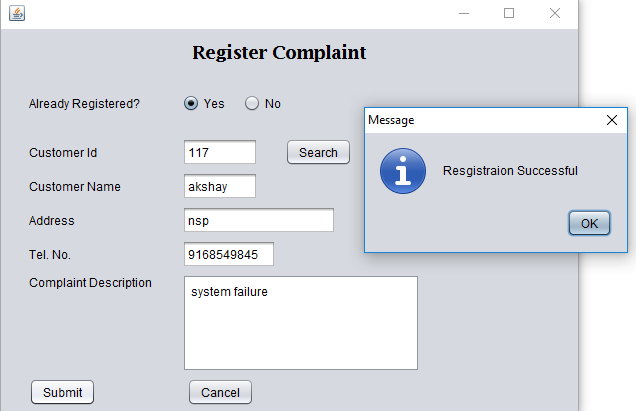 Register Complaint
Already Registered? Yes No
Message
Customer Id 117 Search
Resgistraion Successful
Customer Name akshay
Address nsp
OK
Tel. No. 9168549845
Complaint Description system failure
Submit Cancel